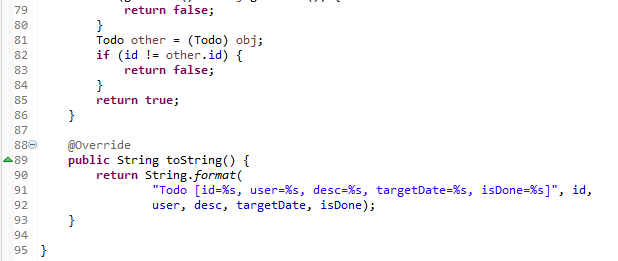 79 return false;
80 }
81 Todo other = (Todo) obj;
82 if (id != other.id) {
83 return false;
84 }
85 return true;
86 }
87
88 @Override
89 public String toString() {
90 return String.format(
91 "Todo [id=%s, user=%s, desc=%s, targetDate=%s, isDone=%s]", id,
92 user, desc, targetDate, isDone);
93 }
94
95 }